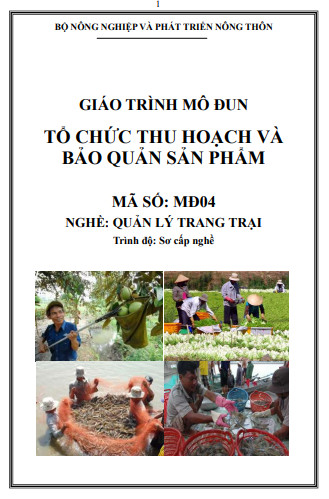 1
BỘ NÔNG NGHIỆP VÀ PHÁT TRIỂN NÔNG THÔN
GIÁO TRÌNH MÔ ĐUN
TỔ CHỨC THU HOẠCH VÀ
BẢO QUẢN SẢN PHẨM
MÃ SỐ: MĐ04
NGHỀ: QUẢN LÝ TRANG TRẠI
Trình độ: Sơ cấp nghề